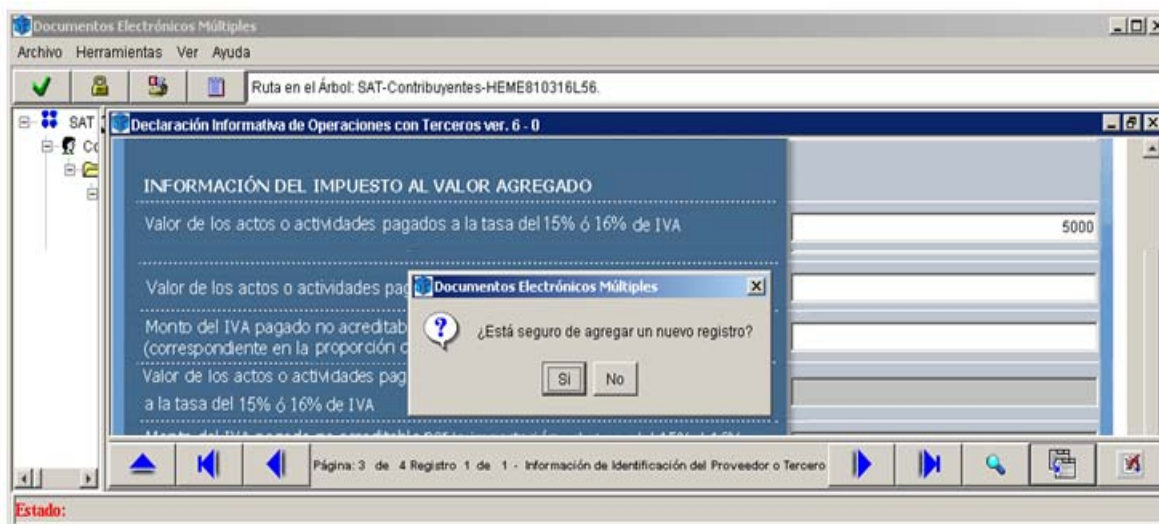 Documentos Electrónicos Múltiples
Archivo Herramientas Ver Ayuda
Ruta en el Árbol: SAT-Contribuyentes-HEME810316L56.
SAT
Declaración Informativa de Operaciones con Terceros ver. 6 - 0
INFORMACIÓN DEL IMPUESTO AL VALOR AGREGADO
Valor de los actos o actividades pagados a la tasa del 15% ó 16% de IVA
5000
Valor de los actos o actividades pag
Documentos Electrónicos Múltiples
Monto del IVA pagado no acreditab
(correspondiente en la proporción
¿Está seguro de agregar un nuevo registro?
Si No
Valor de los actos o actividades pag
a la tasa del 15% ó 16% de IVA
Página: 3 de 4 Registro 1 de 1 - Información de Identificación del Proveedor o Tercero
Estado: